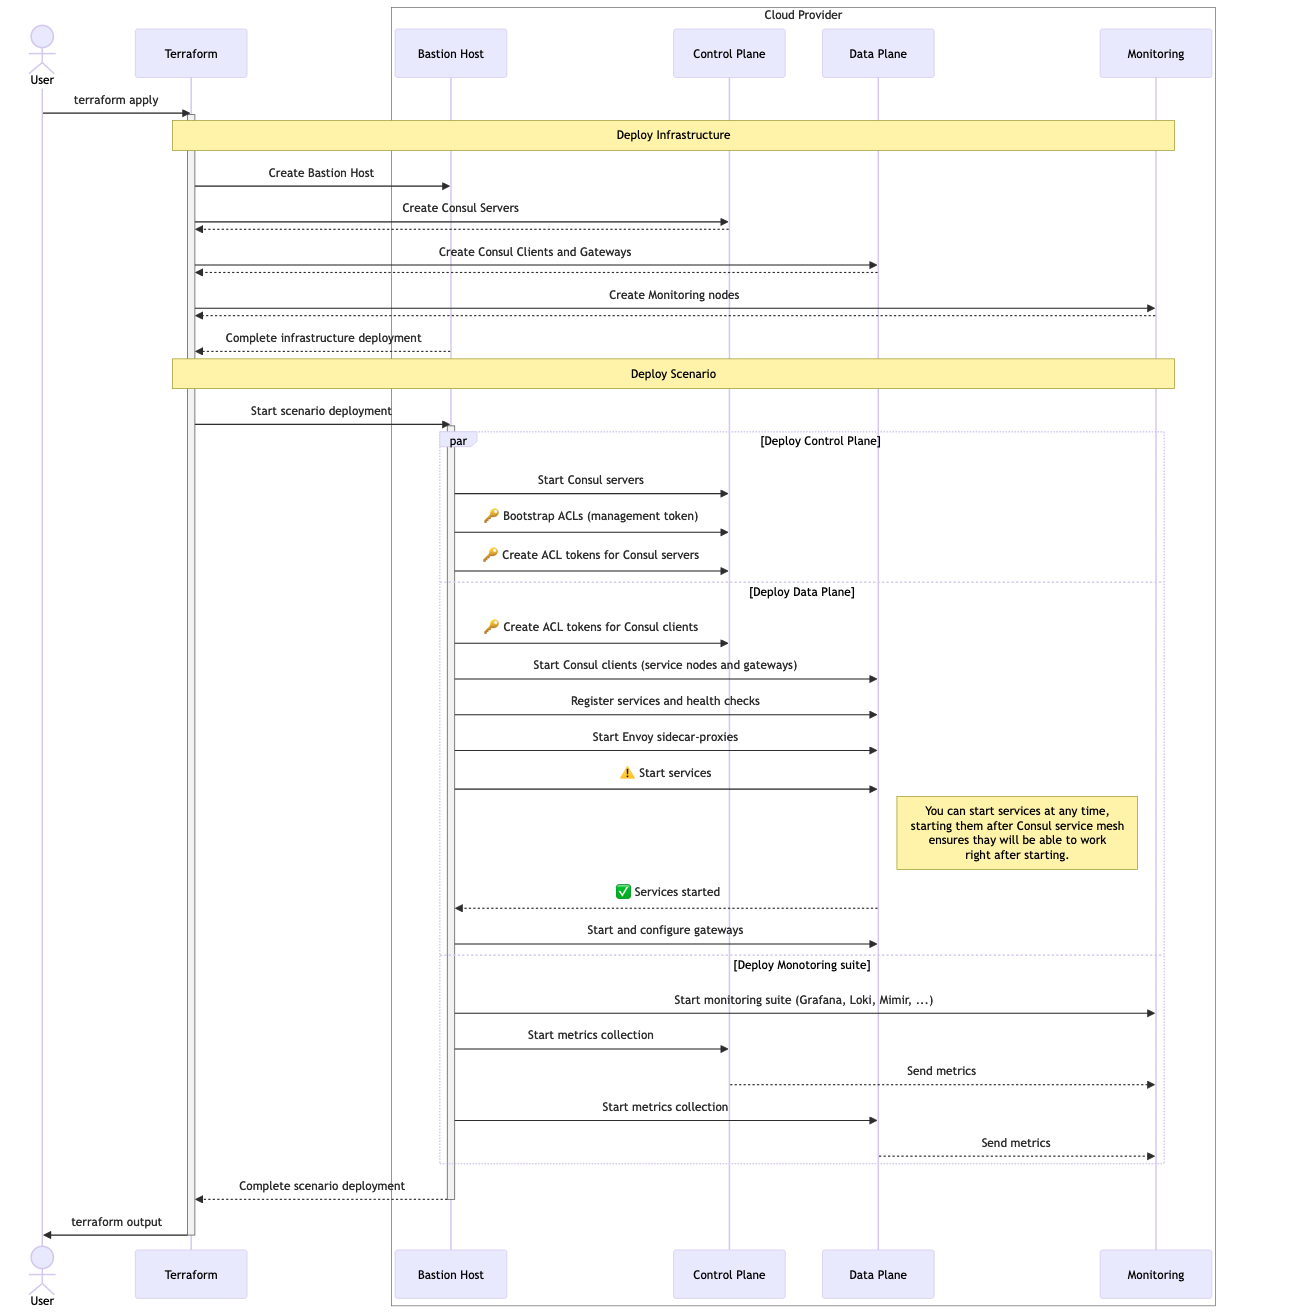 Cloud Provider
User
Terraform
Bastion Host
Control Plane
Data Plane
Monitoring
terraform apply
Deploy Infrastructure
Create Bastion Host
Create Consul Servers
Create Consul Clients and Gateways
Create Monitoring nodes
Complete infrastructure deployment
Deploy Scenario
Start scenario deployment
par
[Deploy Control Plane]
Start Consul servers
🔑 Bootstrap ACLs (management token)
🔑 Create ACL tokens for Consul servers
[Deploy Data Plane]
🔑 Create ACL tokens for Consul clients
Start Consul clients (service nodes and gateways)
Register services and health checks
Start Envoy sidecar-proxies
⚠️ Start services
You can start services at any time,
starting them after Consul service mesh
ensures thay will be able to work
right after starting.
✅ Services started
Start and configure gateways
[Deploy Monotoring suite]
Start monitoring suite (Grafana, Loki, Mimir, ...)
Start metrics collection
Send metrics
Start metrics collection
Send metrics
Complete scenario deployment
terraform output
User
Terraform
Bastion Host
Control Plane
Data Plane
Monitoring